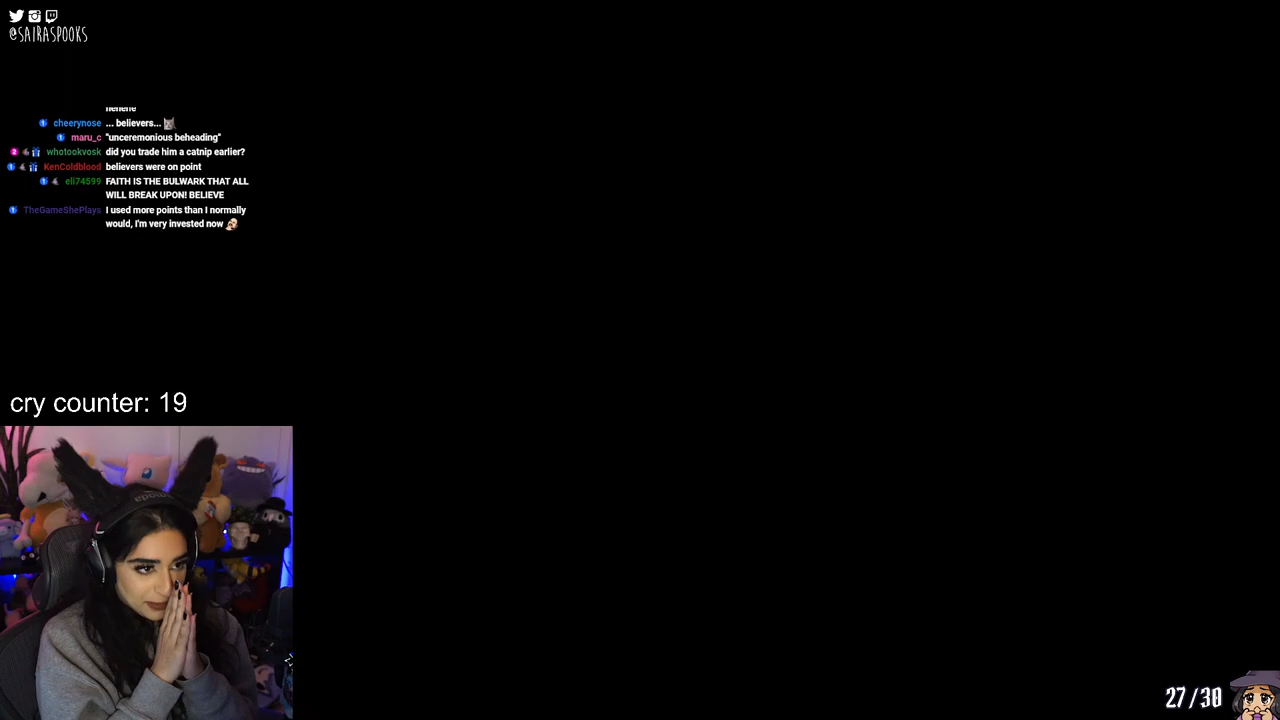 @SAIRASPOOKS
hehehe
cheerynose ... believers...
maru_c "unceremonious beheading"
2 whotookvosk did you trade him a catnip earlier?
KenColdblood believers were on point
eli74599 FAITH IS THE BULWARK THAT ALL
WILL BREAK UPON! BELIEVE
TheGameShePlays I used more points than I normally
would, I'm very invested now
cry counter: 19
27/30